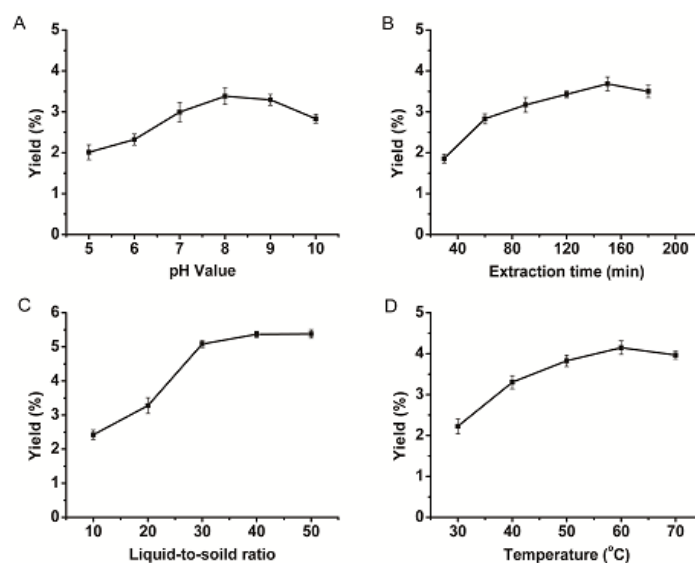 A
5
4
3
2
1
0
Yield (%)
5 6 7 8 9 10
pH Value
B
5
4
3
2
1
0
Yield (%)
40 80 120 160 200
Extraction time (min)
C
6
5
4
3
2
1
0
Yield (%)
10 20 30 40 50
Liquid-to-soild ratio
D
5
4
3
2
1
0
Yield (%)
30 40 50 60 70
Temperature (°C)